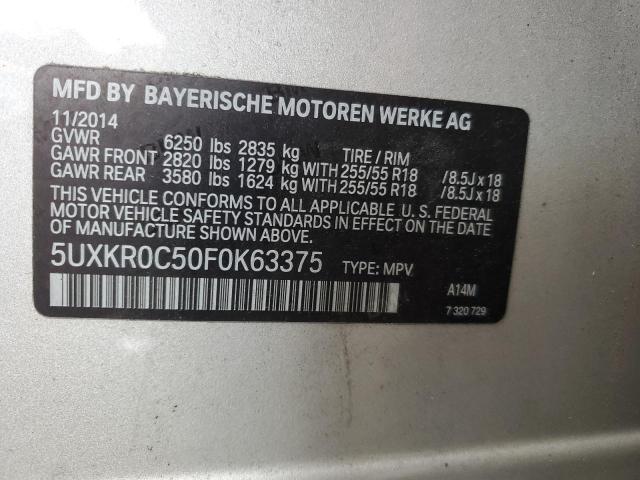 MFD BY BAYERISCHE MOTOREN WERKE AG
11/2014
GVWR 6250 lbs 2835 kg TIRE / RIM
GAWR FRONT 2820 lbs 1279 kg WITH 255/55 R18 /8.5J x 18
GAWR REAR 3580 lbs 1624 kg WITH 255/55 R18 /8.5J x 18
THIS VEHICLE CONFORMS TO ALL APPLICABLE U. S. FEDERAL
MOTOR VEHICLE SAFETY STANDARDS IN EFFECT ON THE DATE
OF MANUFACTURE SHOWN ABOVE.
5UXKR0C50F0K63375 TYPE: MPV
A14M
7 320 729